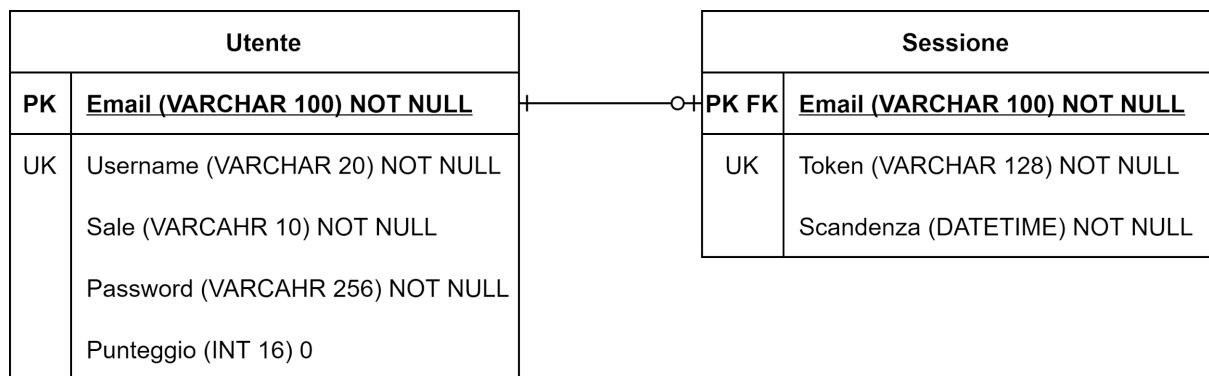 Utente
PK Email (VARCHAR 100) NOT NULL
UK Username (VARCHAR 20) NOT NULL
Sale (VARCAHR 10) NOT NULL
Password (VARCAHR 256) NOT NULL
Punteggio (INT 16) 0
Sessione
PK FK Email (VARCHAR 100) NOT NULL
UK Token (VARCHAR 128) NOT NULL
Scandenza (DATETIME) NOT NULL